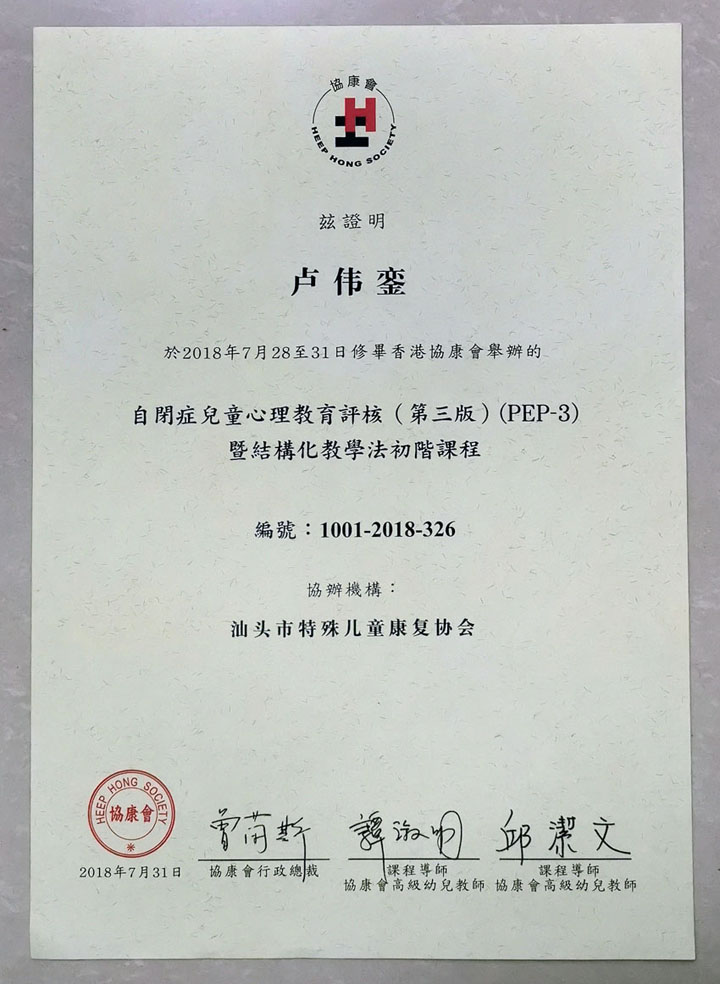 協康會
HEEP HONG SOCIETY
茲證明
卢伟銮
於2018年7月28至31日修畢香港協康會舉辦的
自閉症兒童心理教育評核（第三版）(PEP-3)
暨結構化教學法初階課程
編號：1001-2018-326
協辦機構：
汕头市特殊儿童康复协会
HEEP HONG SOCIETY
協康會
2018年7月31日
協康會行政總裁
譚淑明
課程導師
協康會高級幼兒教師
邱潔文
課程導師
協康會高級幼兒教師